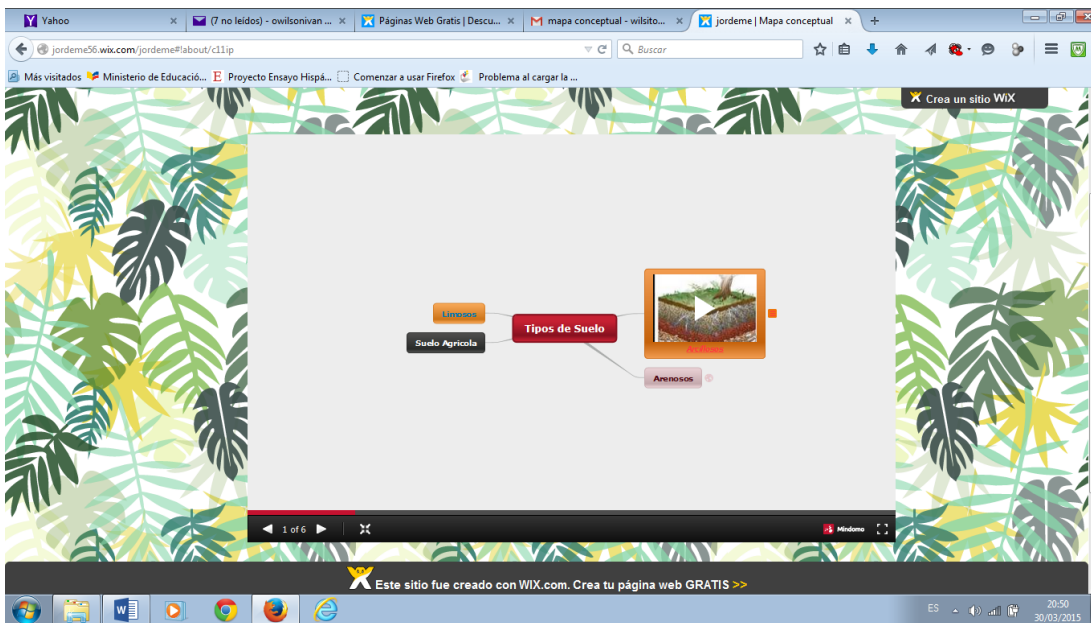 Yahoo
(7 no leídos) - owilsonivan ...
Páginas Web Gratis | Descu...
mapa conceptual - wilsito...
jordeme | Mapa conceptual
jordeme56.wix.com/jordeme#!about/c11ip
Buscar
Más visitados
Ministerio de Educació...
Proyecto Ensayo Hispá...
Comenzar a usar Firefox
Problema al cargar la ...
Crea un sitio WiX
Limosos
Suelo Agricola
Tipos de Suelo
Arcillosos
Arenosos
1 of 6
Mindomo
Este sitio fue creado con WIX.com. Crea tu página web GRATIS >>
ES
20:50
30/03/2015